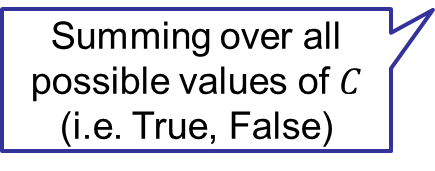 Summing over all
possible values of C
(i.e. True, False)